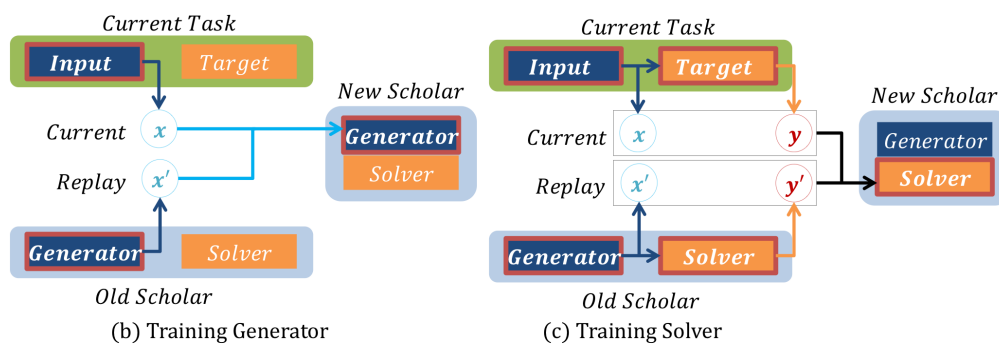 Current Task
Input
Target
Current
x
New Scholar
Generator
Solver
Replay
x′
Generator
Solver
Old Scholar
(b) Training Generator
Current Task
Input
Target
Current
x
y
New Scholar
Generator
Solver
Replay
x′
y′
Generator
Solver
Old Scholar
(c) Training Solver